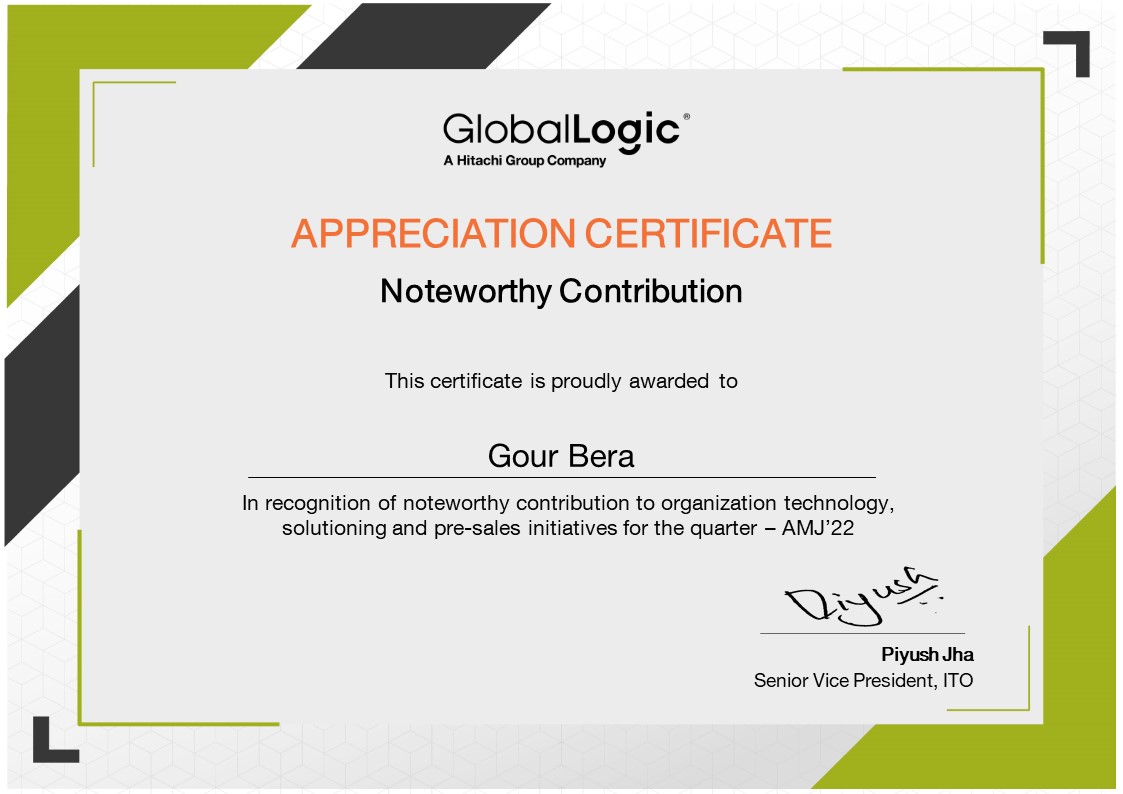 GlobalLogic®
A Hitachi Group Company
APPRECIATION CERTIFICATE
Noteworthy Contribution
This certificate is proudly awarded to
Gour Bera
In recognition of noteworthy contribution to organization technology,
solutioning and pre-sales initiatives for the quarter – AMJ’22
Piyush
Piyush Jha
Senior Vice President, ITO